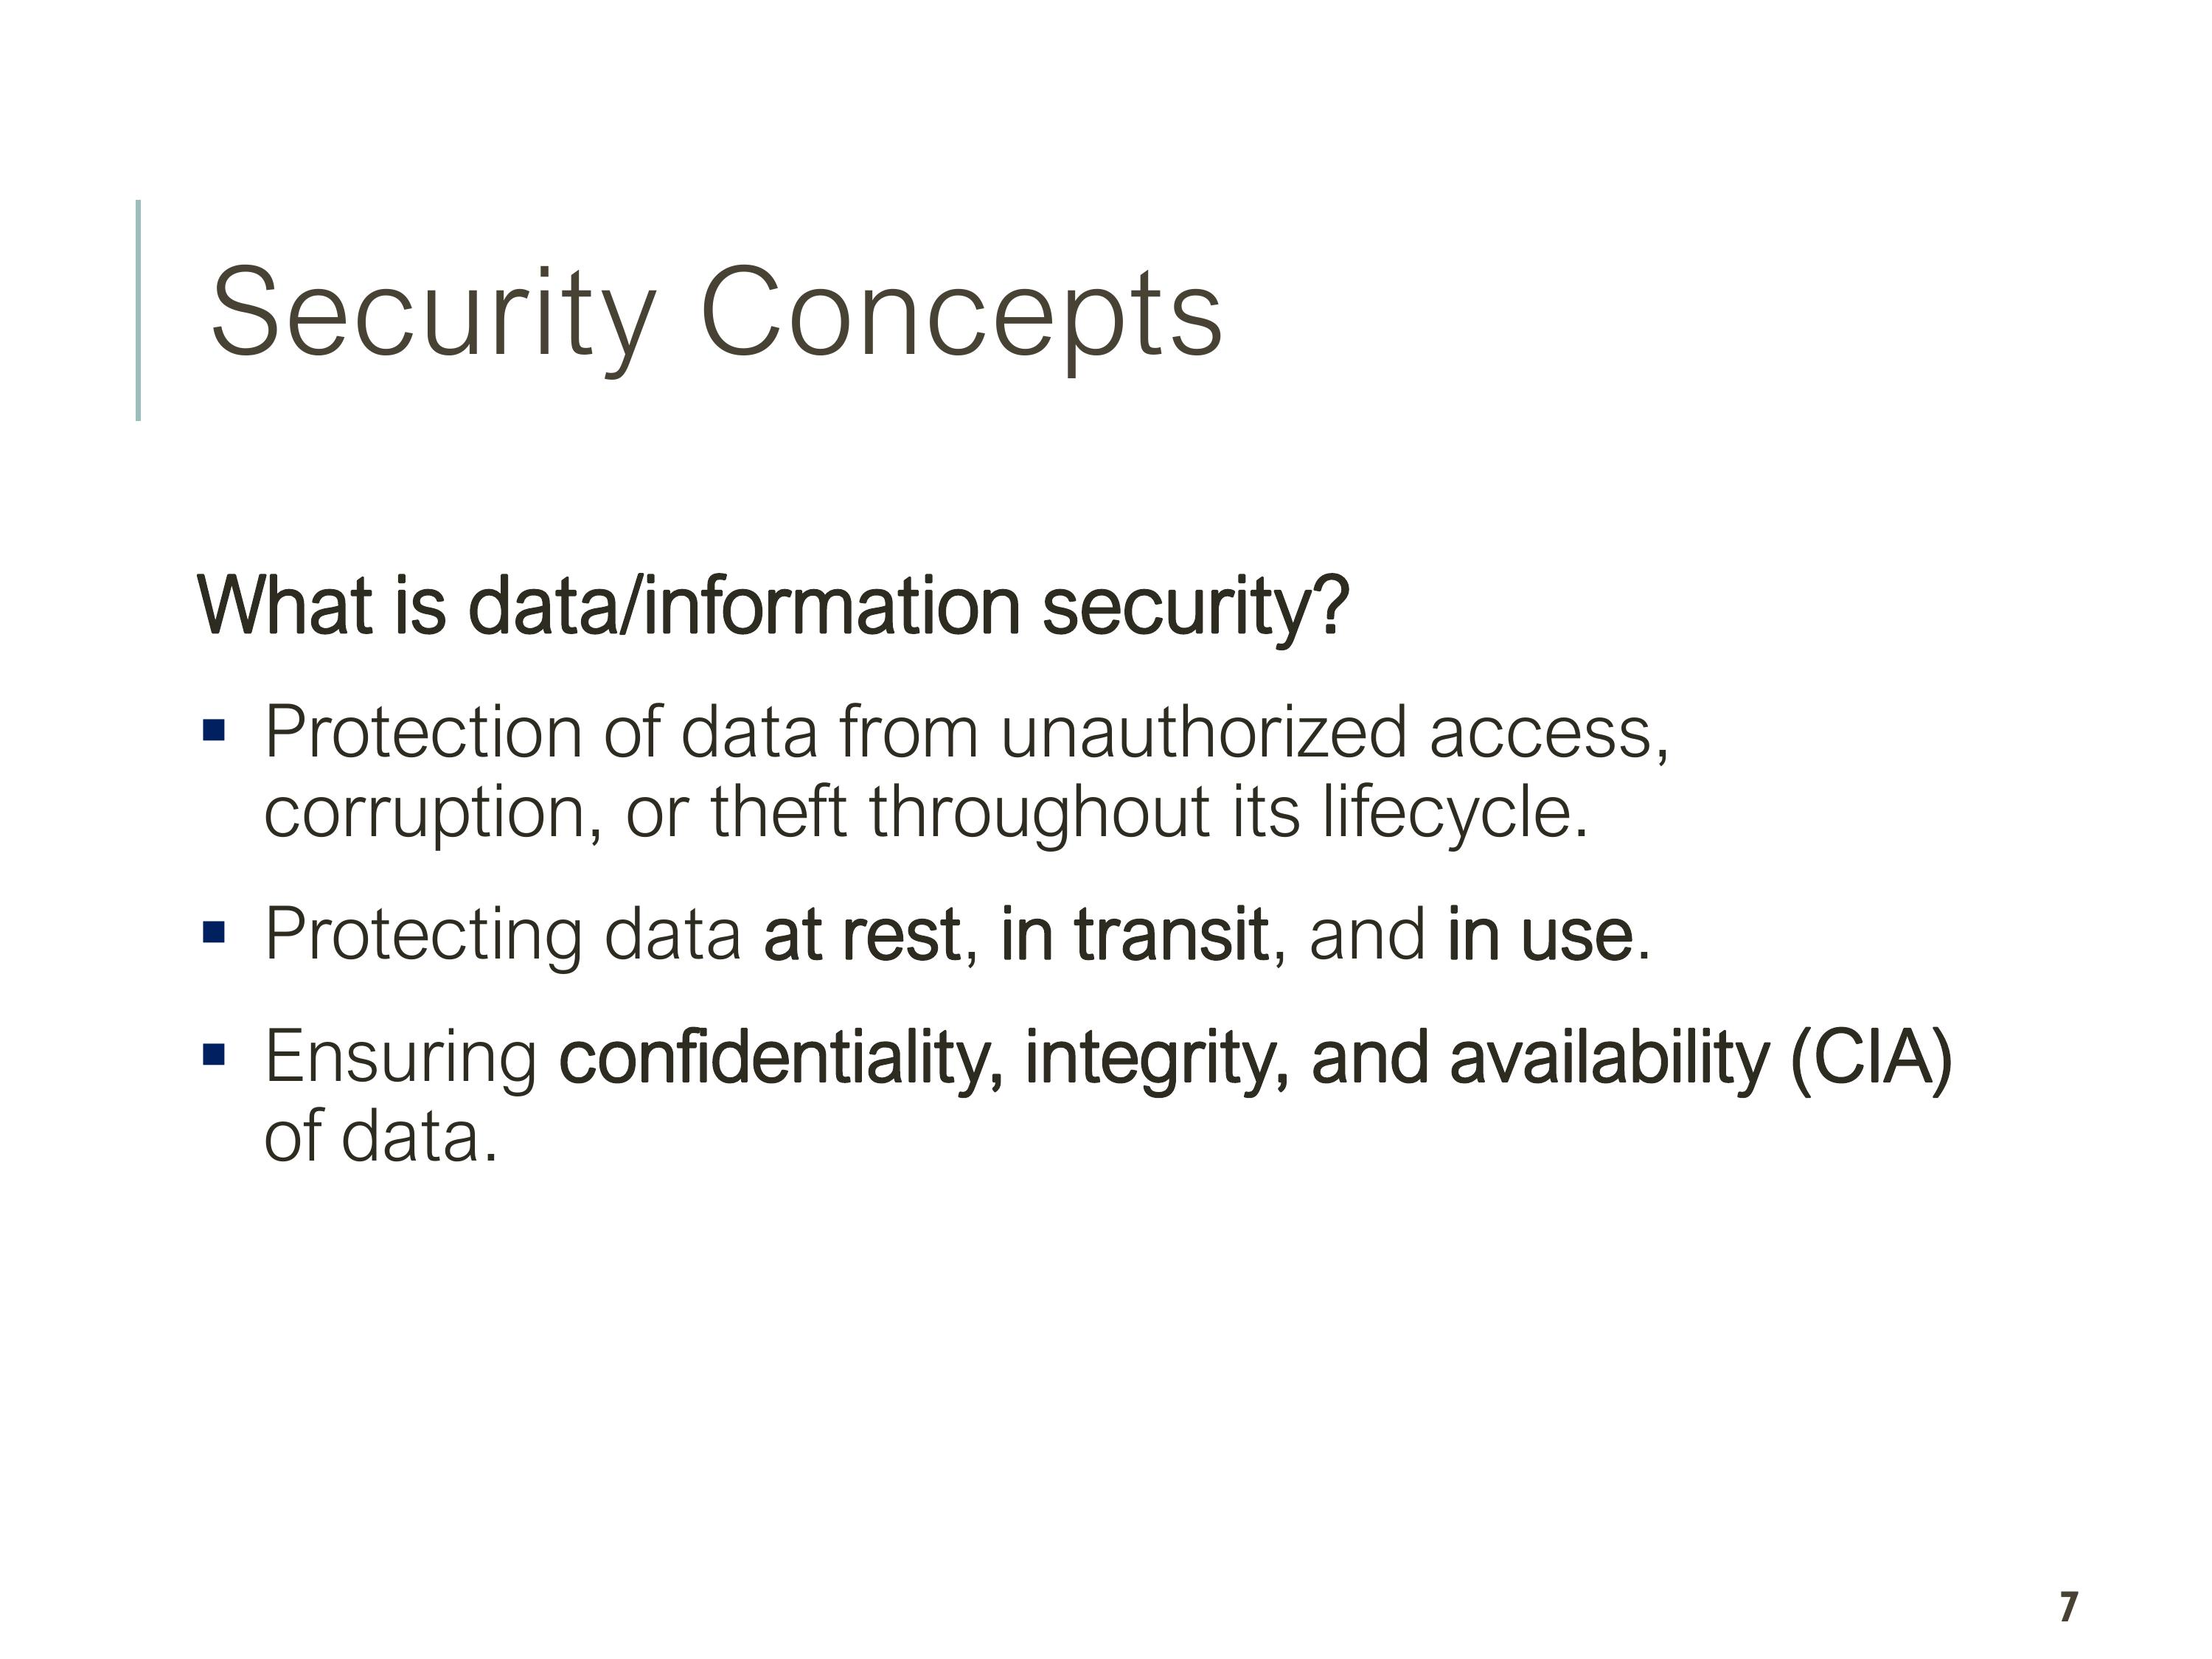 Security Concepts
What is data/information security?
▪ Protection of data from unauthorized access,
corruption, or theft throughout its lifecycle.
▪ Protecting data at rest, in transit, and in use.
▪ Ensuring confidentiality, integrity, and availability (CIA)
of data.
7